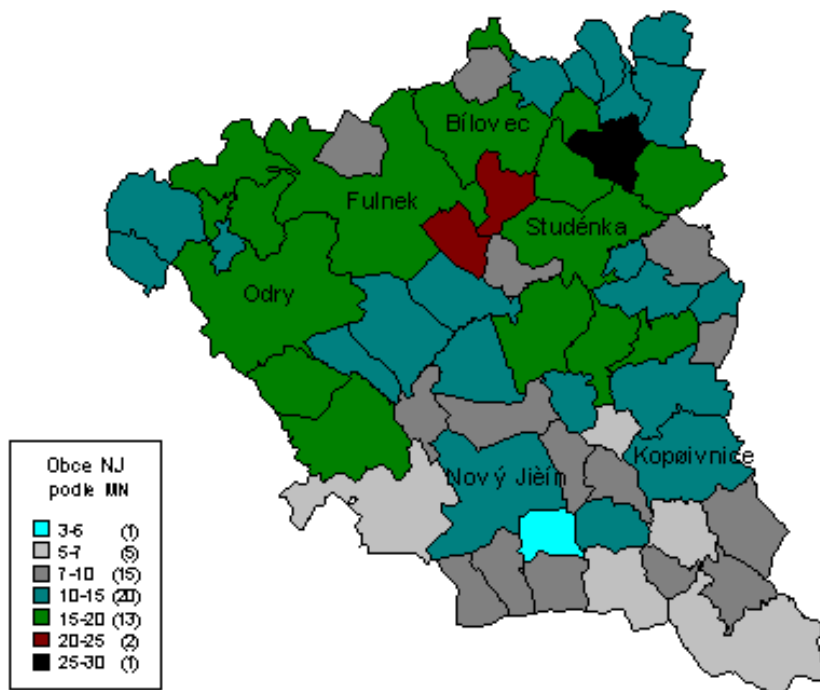 Bílovec
Fulnek
Studénka
Odry
Kopøivnice
Nový Jièín
Obce NJ
podle MN
3-6 (1)
5-7 (5)
7-10 (15)
10-15 (20)
15-20 (13)
20-25 (2)
25-30 (1)